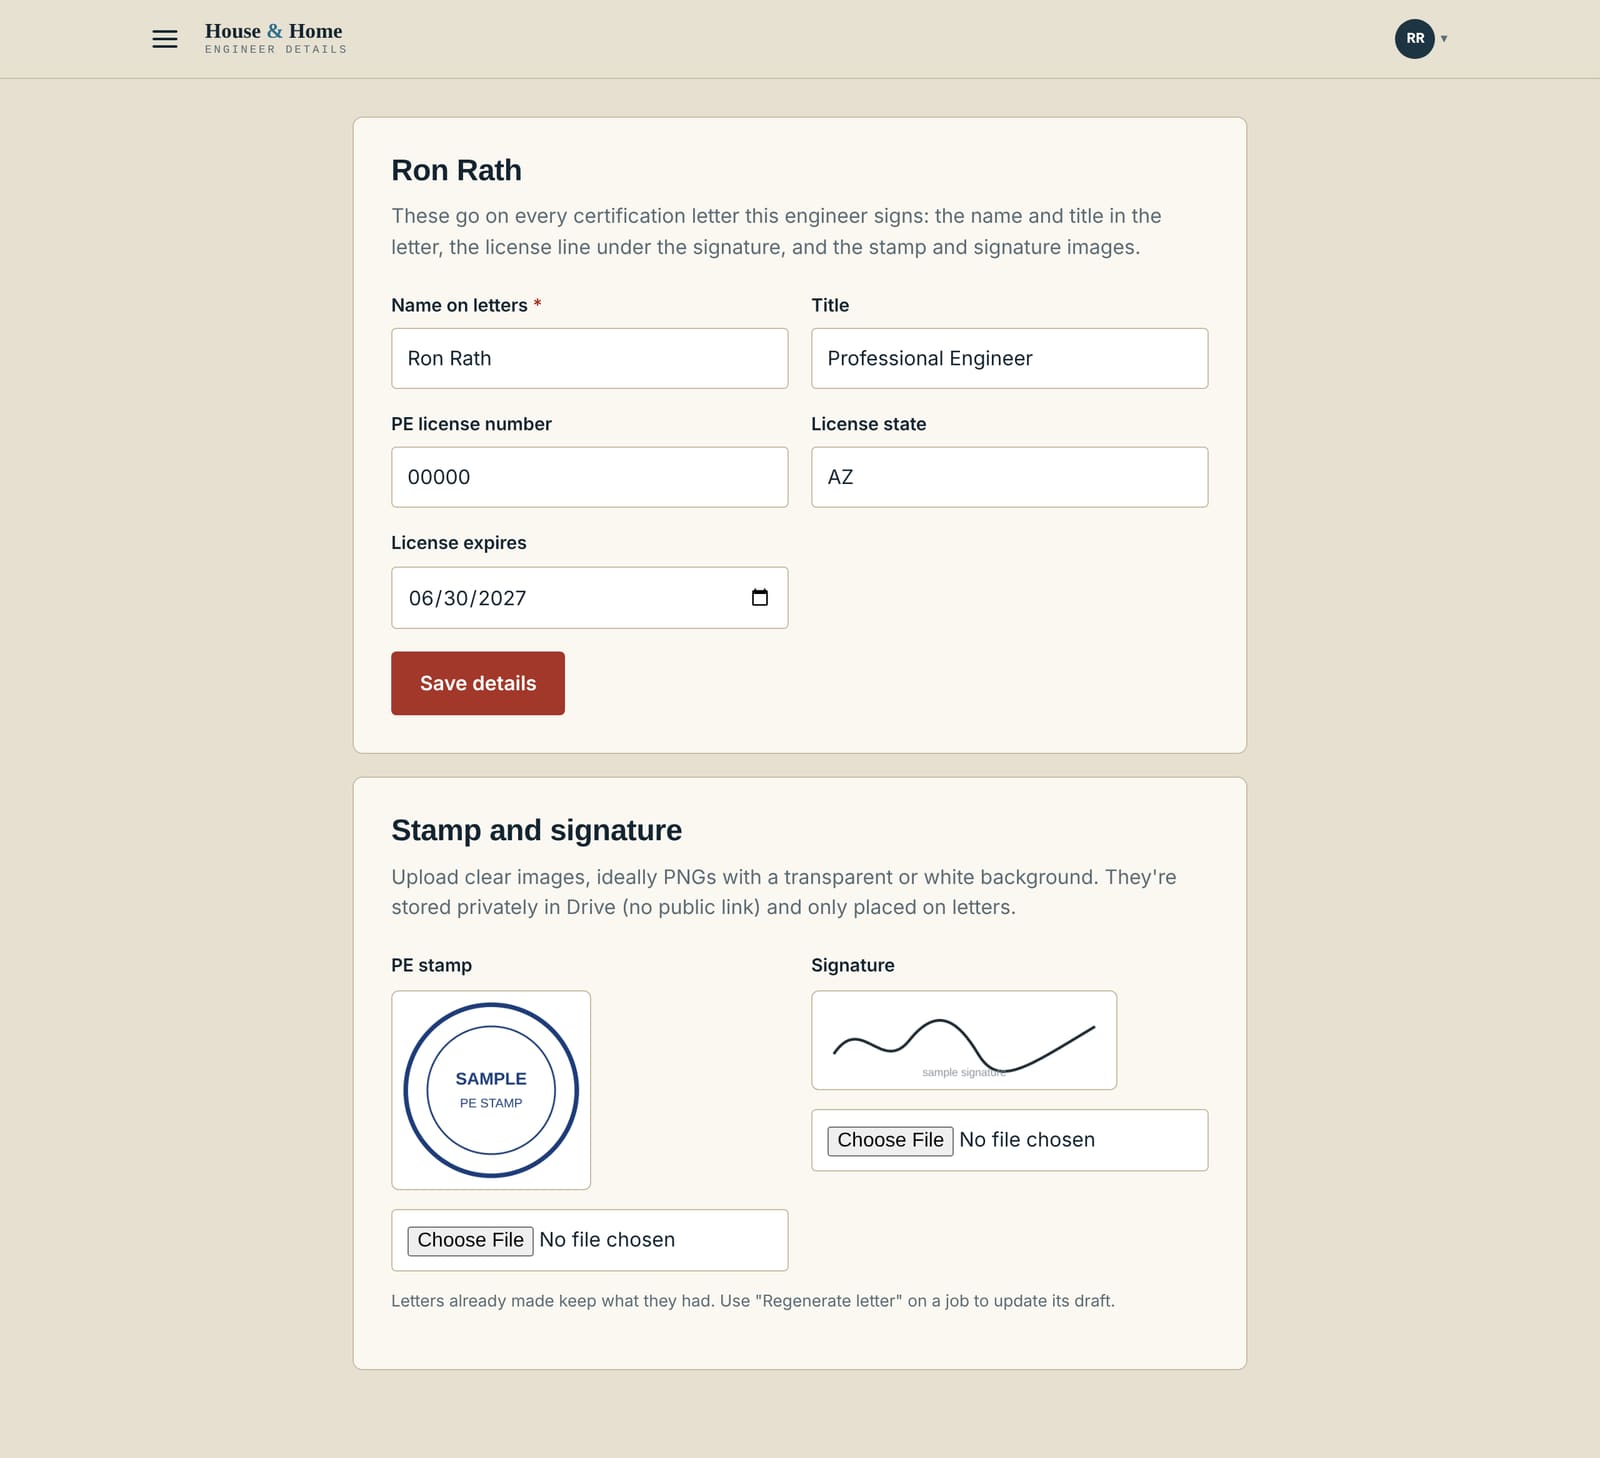 House & Home
ENGINEER DETAILS
RR
Ron Rath
These go on every certification letter this engineer signs: the name and title in the
letter, the license line under the signature, and the stamp and signature images.
Name on letters *
Title
Ron Rath
Professional Engineer
PE license number
License state
00000
AZ
License expires
06/30/2027
Save details
Stamp and signature
Upload clear images, ideally PNGs with a transparent or white background. They're
stored privately in Drive (no public link) and only placed on letters.
PE stamp
Signature
SAMPLE
PE STAMP
sample signature
Choose File No file chosen
Choose File No file chosen
Letters already made keep what they had. Use "Regenerate letter" on a job to update its draft.